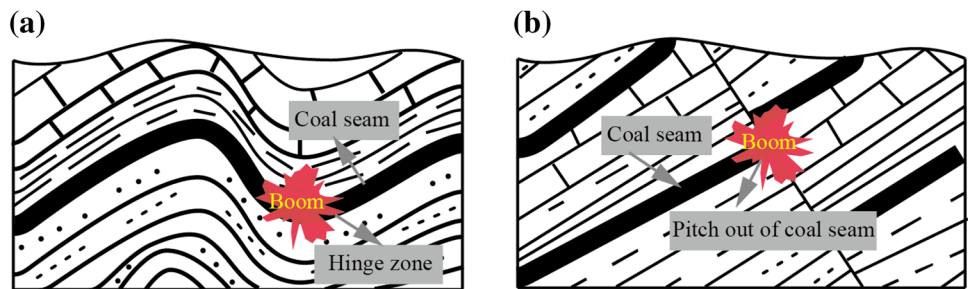 (a)
Coal seam
Boom
Hinge zone
(b)
Coal seam
Boom
Pitch out of coal seam